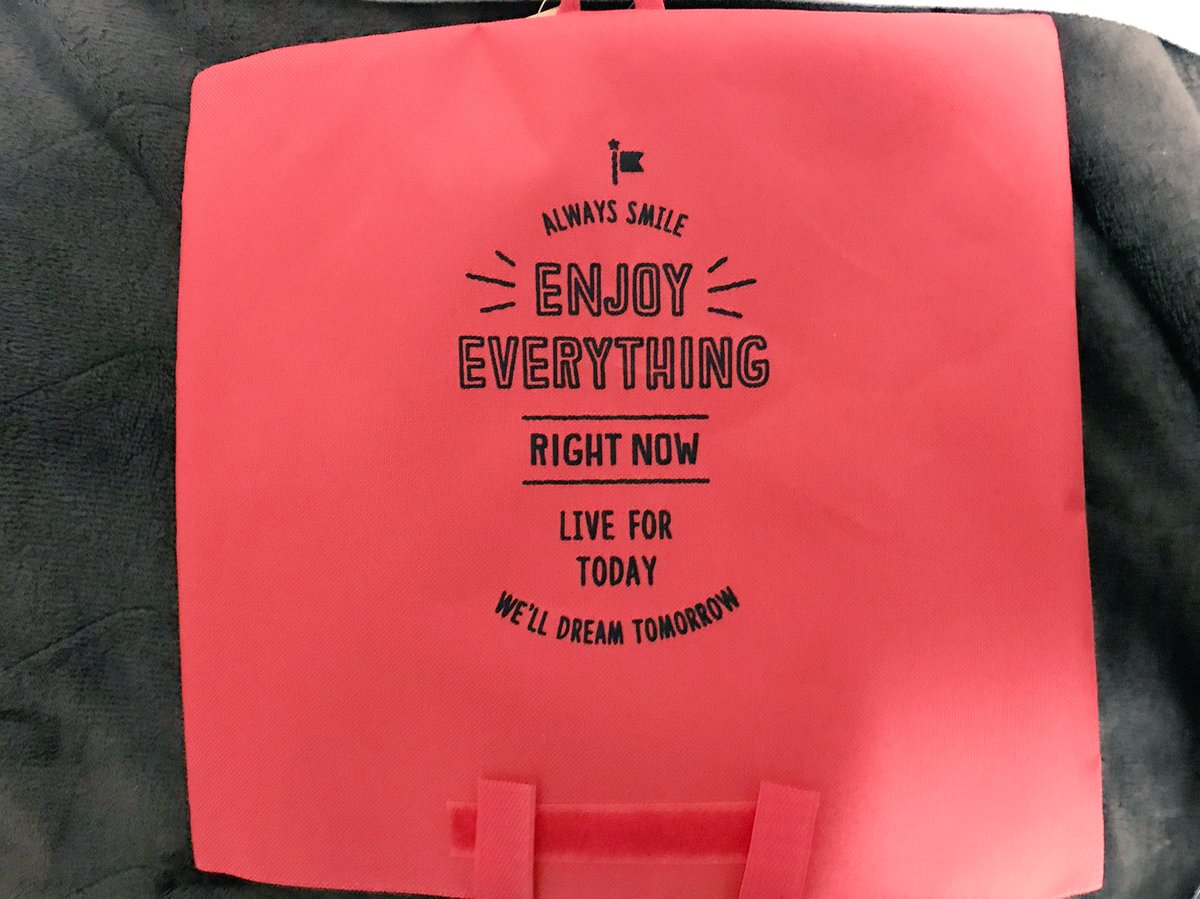 ALWAYS SMILE
ENJOY
EVERYTHING
RIGHT NOW
LIVE FOR
TODAY
WE'LL DREAM TOMORROW